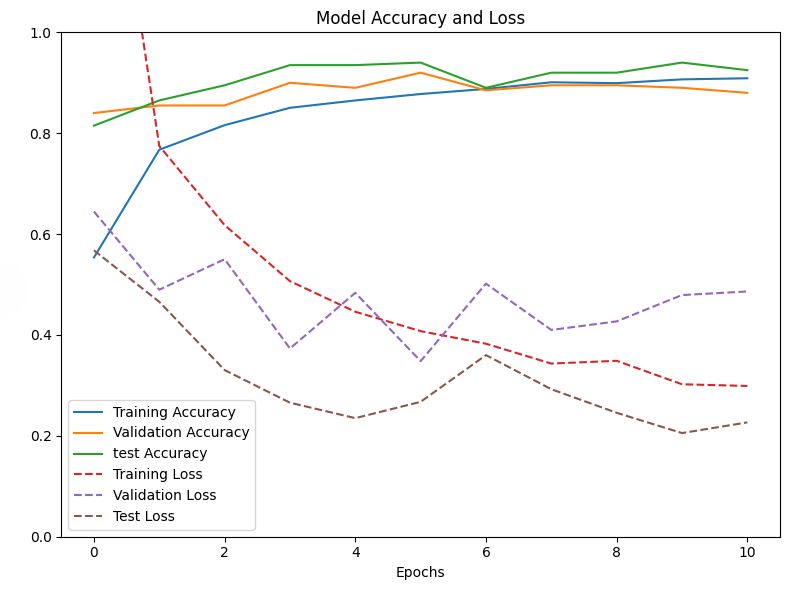 Model Accuracy and Loss
1.0
0.8
0.6
0.4
0.2
0.0
Training Accuracy
Validation Accuracy
test Accuracy
Training Loss
Validation Loss
Test Loss
0 2 4 6 8 10
Epochs